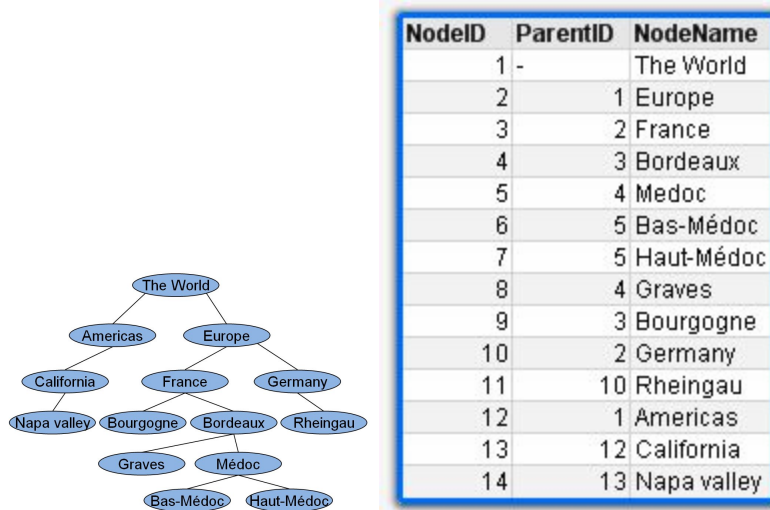 The World
Americas Europe
California France Germany
Napa valley Bourgogne Bordeaux Rheingau
Graves Médoc
Bas-Médoc Haut-Médoc
NodeID ParentID NodeName
1 - The World
2 1 Europe
3 2 France
4 3 Bordeaux
5 4 Medoc
6 5 Bas-Médoc
7 5 Haut-Médoc
8 4 Graves
9 3 Bourgogne
10 2 Germany
11 10 Rheingau
12 1 Americas
13 12 California
14 13 Napa valley